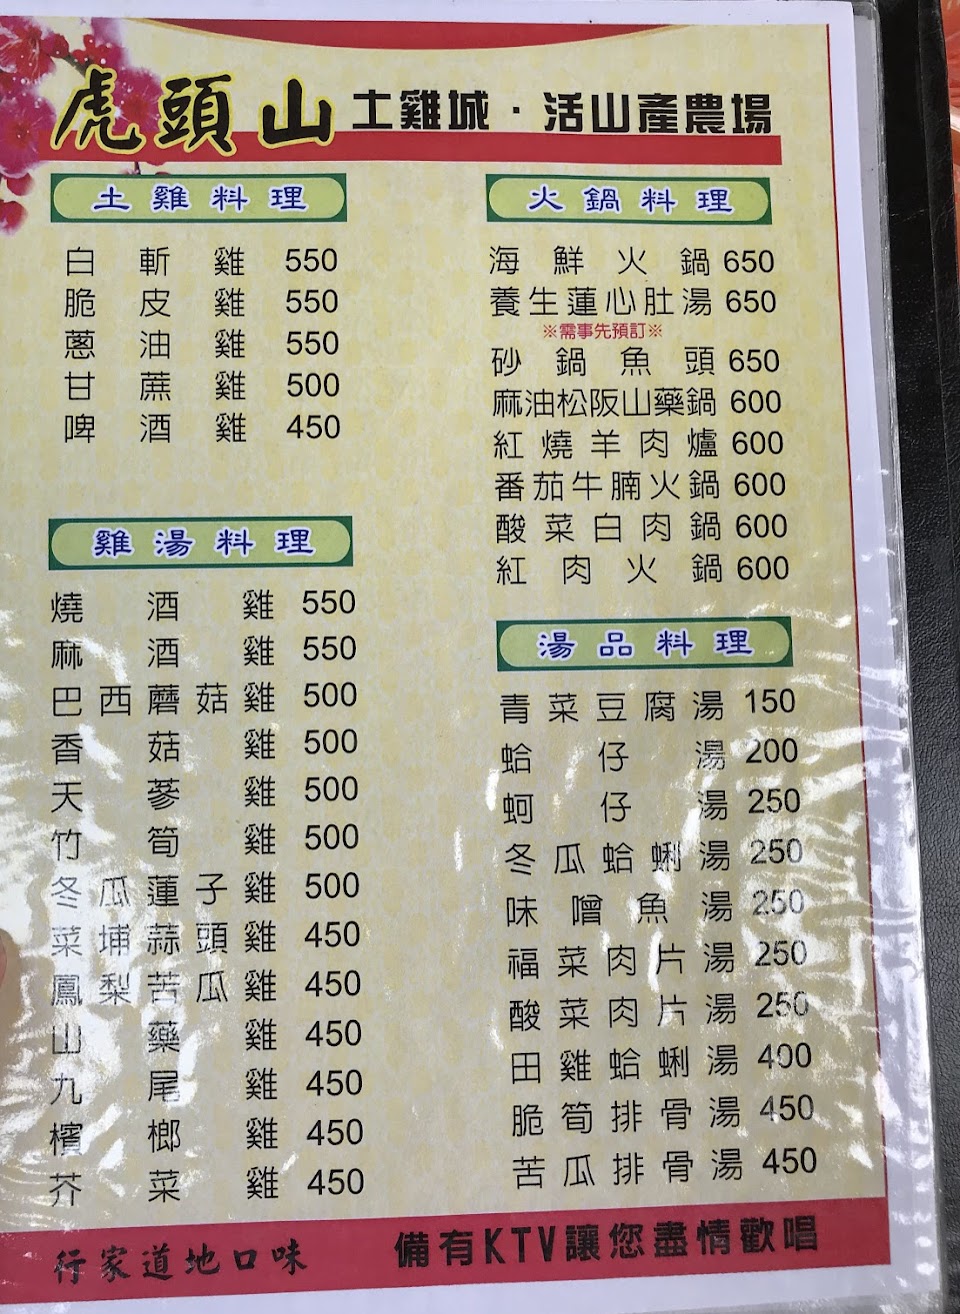 虎頭山 土雞城・活山產農場
土雞料理
白斬雞 550
脆皮雞 550
蔥油雞 550
甘蔗雞 500
啤酒雞 450
雞湯料理
燒酒雞 550
麻酒雞 550
巴西蘑菇雞 500
香菇雞 500
天蔘雞 500
竹筍雞 500
冬瓜蓮子雞 500
菜埔蒜頭雞 450
鳳梨苦瓜雞 450
山藥雞 450
九尾雞 450
檳榔雞 450
芥菜雞 450
火鍋料理
海鮮火鍋 650
養生蓮心肚湯 650
※需事先預訂※
砂鍋魚頭 650
麻油松阪山藥鍋 600
紅燒羊肉爐 600
番茄牛腩火鍋 600
酸菜白肉鍋 600
紅肉火鍋 600
湯品料理
青菜豆腐湯 150
蛤仔湯 200
蚵仔湯 250
冬瓜蛤蜊湯 250
味噌魚湯 250
福菜肉片湯 250
酸菜肉片湯 250
田雞蛤蜊湯 400
脆筍排骨湯 450
苦瓜排骨湯 450
行家道地口味
備有KTV讓您盡情歡唱